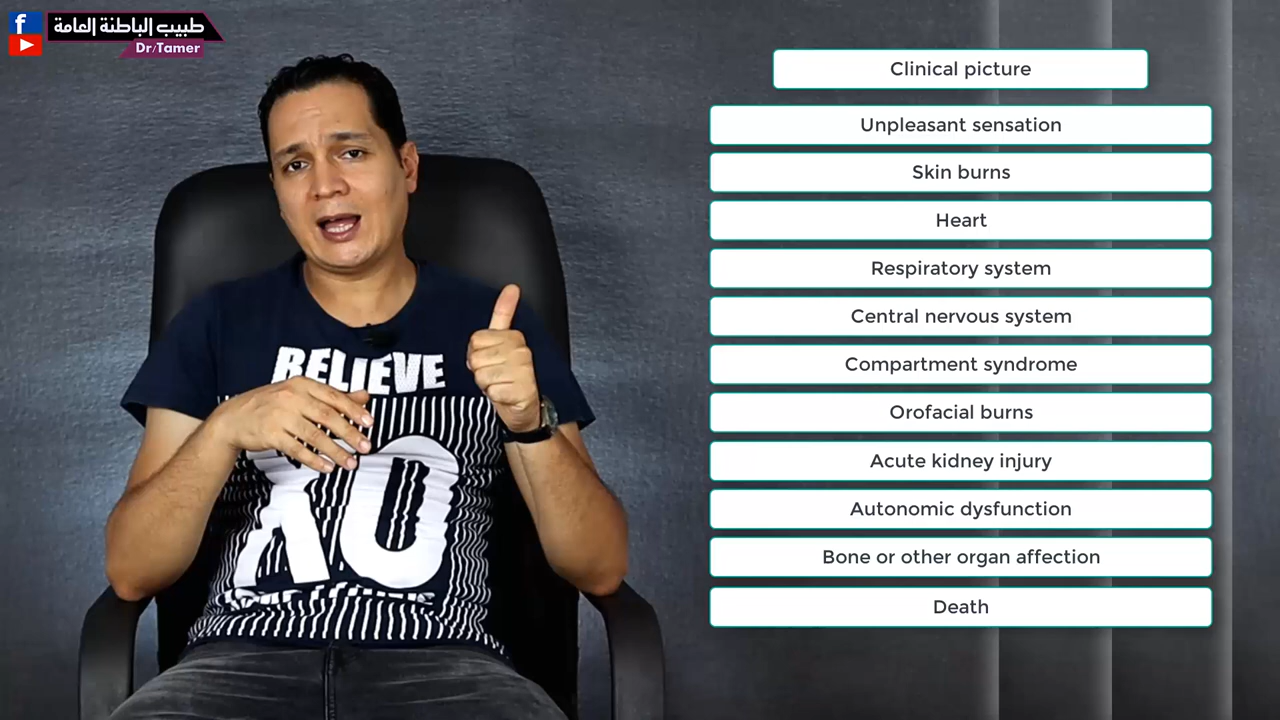 طبيب الباطنة العامة
Dr/Tamer
Clinical picture
Unpleasant sensation
Skin burns
Heart
Respiratory system
Central nervous system
Compartment syndrome
Orofacial burns
Acute kidney injury
Autonomic dysfunction
Bone or other organ affection
Death
BELIEVE